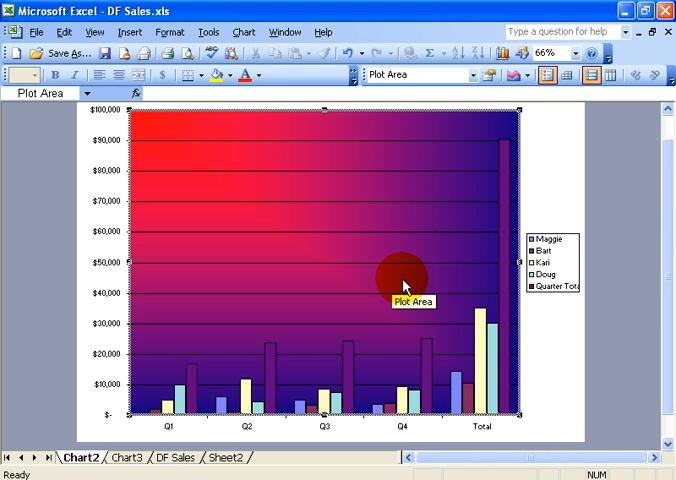 Microsoft Excel - DF Sales.xls
File Edit View Insert Format Tools Chart Window Help
Type a question for help
Save As... 66%
B I U $ A Plot Area
Plot Area fx
$100,000
$90,000
$80,000
$70,000
$60,000
$50,000
$40,000
$30,000
$20,000
$10,000
$-
Plot Area
Maggie
Bart
Kari
Doug
Quarter Tota
Q1 Q2 Q3 Q4 Total
Chart2 Chart3 DF Sales Sheet2
Ready NUM